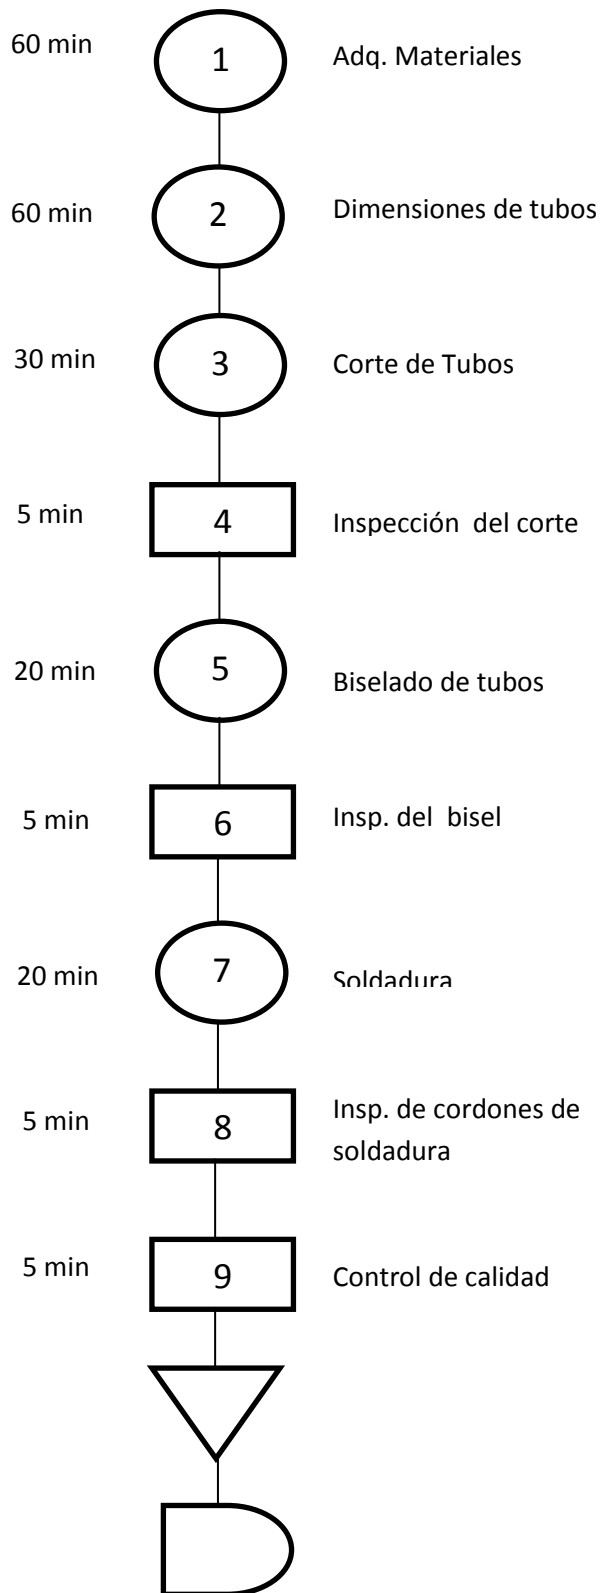 60 min 1 Adq. Materiales
60 min 2 Dimensiones de tubos
30 min 3 Corte de Tubos
5 min 4 Inspección del corte
20 min 5 Biselado de tubos
5 min 6 Insp. del bisel
20 min 7 Soldadura
5 min 8 Insp. de cordones de
soldadura
5 min 9 Control de calidad